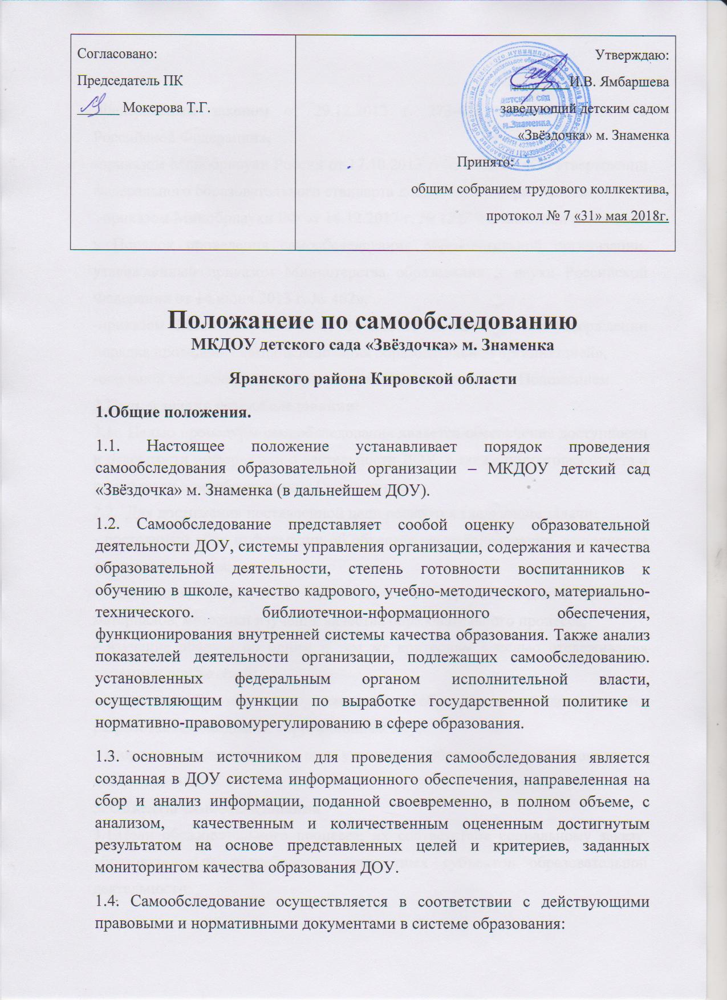 Согласовано:
Председатель ПК
______ Мокерова Т.Г.
Утверждаю:
________И.В. Ямбаршева
заведующий детским садом
«Звёздочка» м. Знаменка
Принято:
общим собранием трудового коллкектива,
протокол № 7 «31» мая 2018г.
детский сад
м.Знаменка
Положанеие по самообследованию
МКДОУ детского сада «Звёздочка» м. Знаменка
Яранского района Кировской области
1.Общие положения.
1.1. Настоящее положение устанавливает порядок проведения
самообследования образовательной организации – МКДОУ детский сад
«Звёздочка» м. Знаменка (в дальнейшем ДОУ).
1.2. Самообследование представляет сообой оценку образовательной
деятельности ДОУ, системы управления организации, содержания и качества
образовательной деятельности, степень готовности воспитанников к
обучению в школе, качество кадрового, учебно-методического, материально-
технического. библиотечнои-нформационного обеспечения,
функционирования внутренней системы качества образования. Также анализ
показателей деятельности организации, подлежащих самообследованию.
установленных федеральным органом исполнительной власти,
осуществляющим функции по выработке государственной политике и
нормативно-правовомурегулированию в сфере образования.
1.3. основным источником для проведения самообследования является
созданная в ДОУ система информационного обеспечения, направеленная на
сбор и анализ информации, поданной своевременно, в полном объеме, с
анализом, качественным и количественным оцененным достигнутым
результатом на основе представленных целей и критериев, заданных
мониторингом качества образования ДОУ.
1.4. Самообследование осуществляется в соответствии с действующими
правовыми и нормативными документами в системе образования: